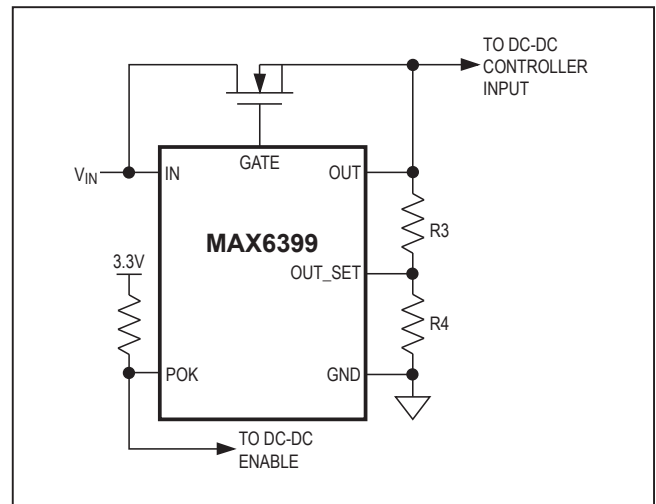 TO DC-DC
CONTROLLER
INPUT
GATE
VIN
IN
OUT
MAX6399
R3
3.3V
OUT_SET
R4
POK
GND
TO DC-DC
ENABLE